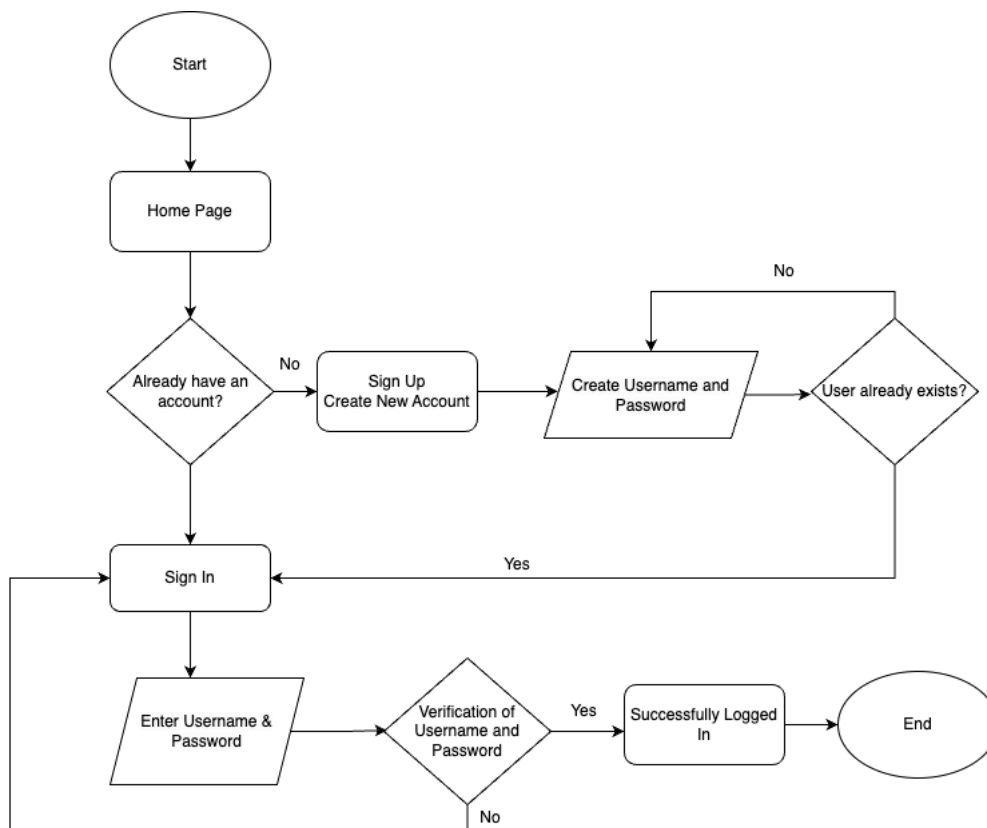 Start
Home Page
No
Already have an
account?
No
Sign Up
Create New Account
Create Username and
Password
User already exists?
Yes
Sign In
Enter Username &
Password
Verification of
Username and
Password
Yes
Successfully Logged
In
End
No